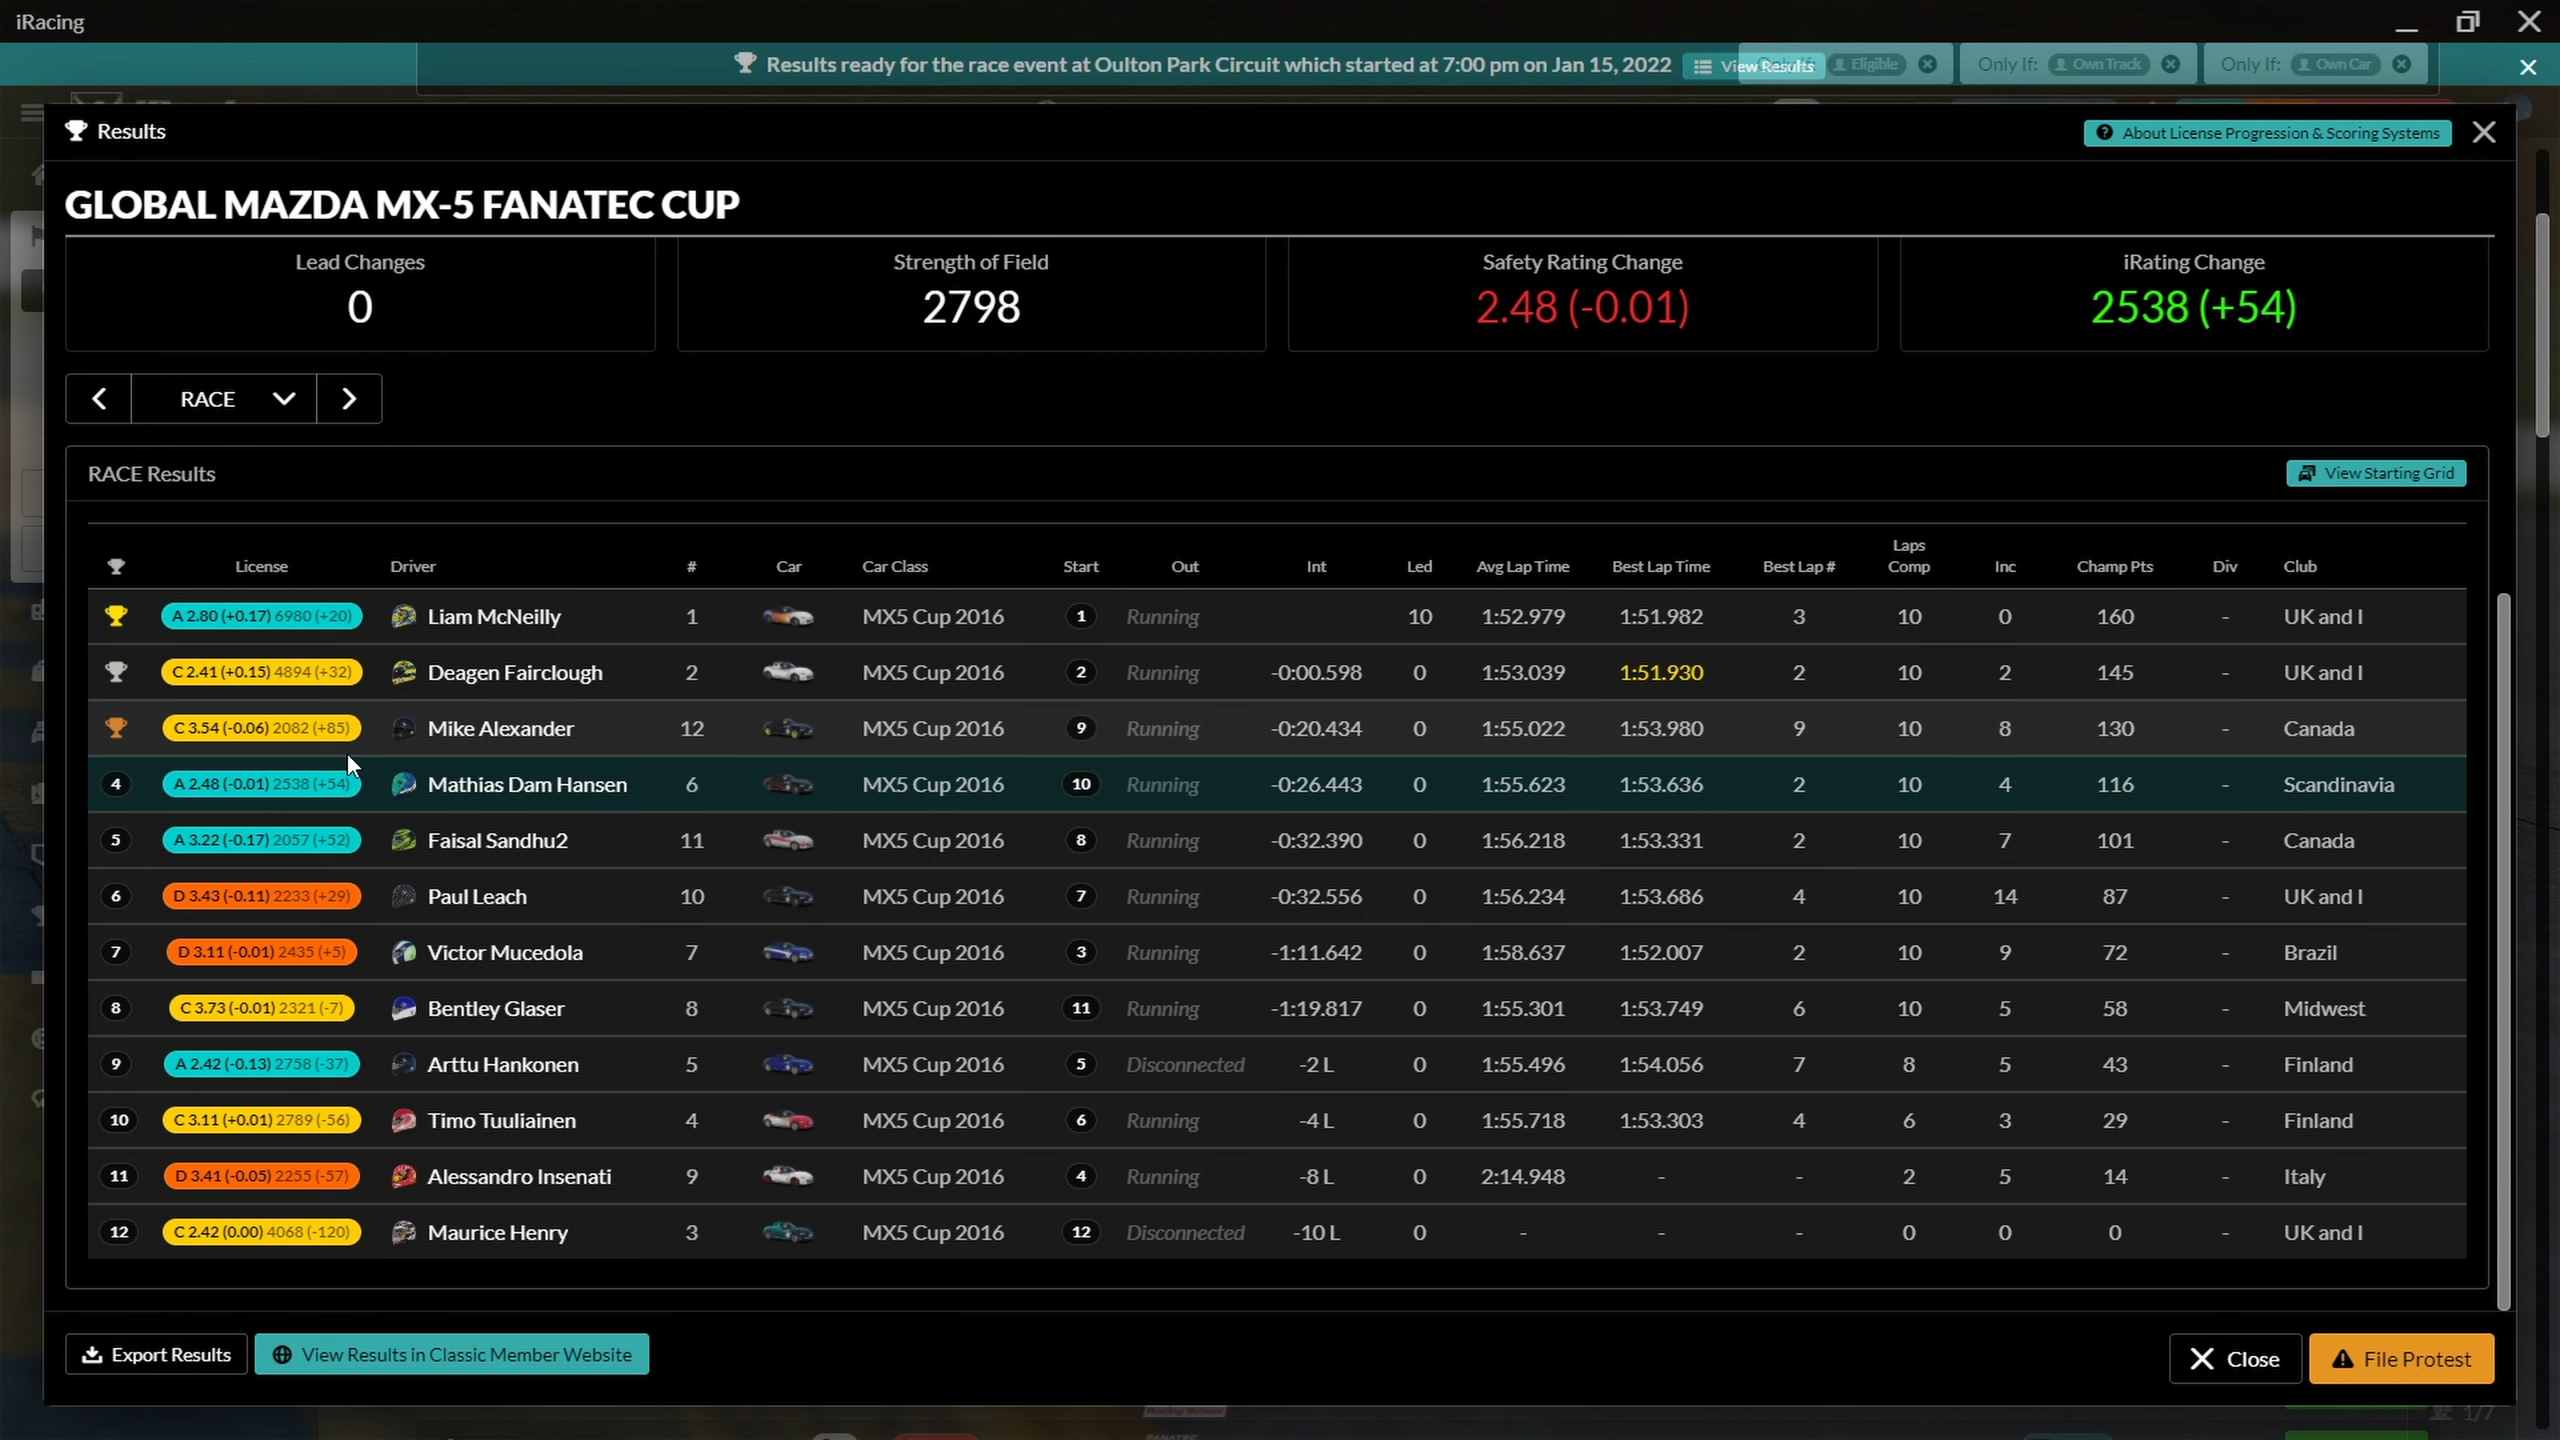 iRacing
Results ready for the race event at Oulton Park Circuit which started at 7:00 pm on Jan 15, 2022 View Results Eligible Only If: Own Track Only If: Own Car
Results About License Progression & Scoring Systems
GLOBAL MAZDA MX-5 FANATEC CUP
Lead Changes Strength of Field Safety Rating Change iRating Change
0 2798 2.48 (-0.01) 2538 (+54)
RACE
RACE Results View Starting Grid
License Driver # Car Car Class Start Out Int Led Avg Lap Time Best Lap Time Best Lap # Laps Comp Inc Champ Pts Div Club
A 2.80 (+0.17) 6980 (+20) Liam McNeilly 1 MX5 Cup 2016 1 Running 10 1:52.979 1:51.982 3 10 0 160 - UK and I
C 2.41 (+0.15) 4894 (+32) Deagen Fairclough 2 MX5 Cup 2016 2 Running -0:00.598 0 1:53.039 1:51.930 2 10 2 145 - UK and I
C 3.54 (-0.06) 2082 (+85) Mike Alexander 12 MX5 Cup 2016 9 Running -0:20.434 0 1:55.022 1:53.980 9 10 8 130 - Canada
4 A 2.48 (-0.01) 2538 (+54) Mathias Dam Hansen 6 MX5 Cup 2016 10 Running -0:26.443 0 1:55.623 1:53.636 2 10 4 116 - Scandinavia
5 A 3.22 (-0.17) 2057 (+52) Faisal Sandhu2 11 MX5 Cup 2016 8 Running -0:32.390 0 1:56.218 1:53.331 2 10 7 101 - Canada
6 D 3.43 (-0.11) 2233 (+29) Paul Leach 10 MX5 Cup 2016 7 Running -0:32.556 0 1:56.234 1:53.686 4 10 14 87 - UK and I
7 D 3.11 (-0.01) 2435 (+5) Victor Mucedola 7 MX5 Cup 2016 3 Running -1:11.642 0 1:58.637 1:52.007 2 10 9 72 - Brazil
8 C 3.73 (-0.01) 2321 (-7) Bentley Glaser 8 MX5 Cup 2016 11 Running -1:19.817 0 1:55.301 1:53.749 6 10 5 58 - Midwest
9 A 2.42 (-0.13) 2758 (-37) Arttu Hankonen 5 MX5 Cup 2016 5 Disconnected -2 L 0 1:55.496 1:54.056 7 8 5 43 - Finland
10 C 3.11 (+0.01) 2789 (-56) Timo Tuuliainen 4 MX5 Cup 2016 6 Running -4 L 0 1:55.718 1:53.303 4 6 3 29 - Finland
11 D 3.41 (-0.05) 2255 (-57) Alessandro Insenati 9 MX5 Cup 2016 4 Running -8 L 0 2:14.948 - - 2 5 14 - Italy
12 C 2.42 (0.00) 4068 (-120) Maurice Henry 3 MX5 Cup 2016 12 Disconnected -10 L 0 - - - 0 0 0 - UK and I
Export Results View Results in Classic Member Website Close File Protest
1/7